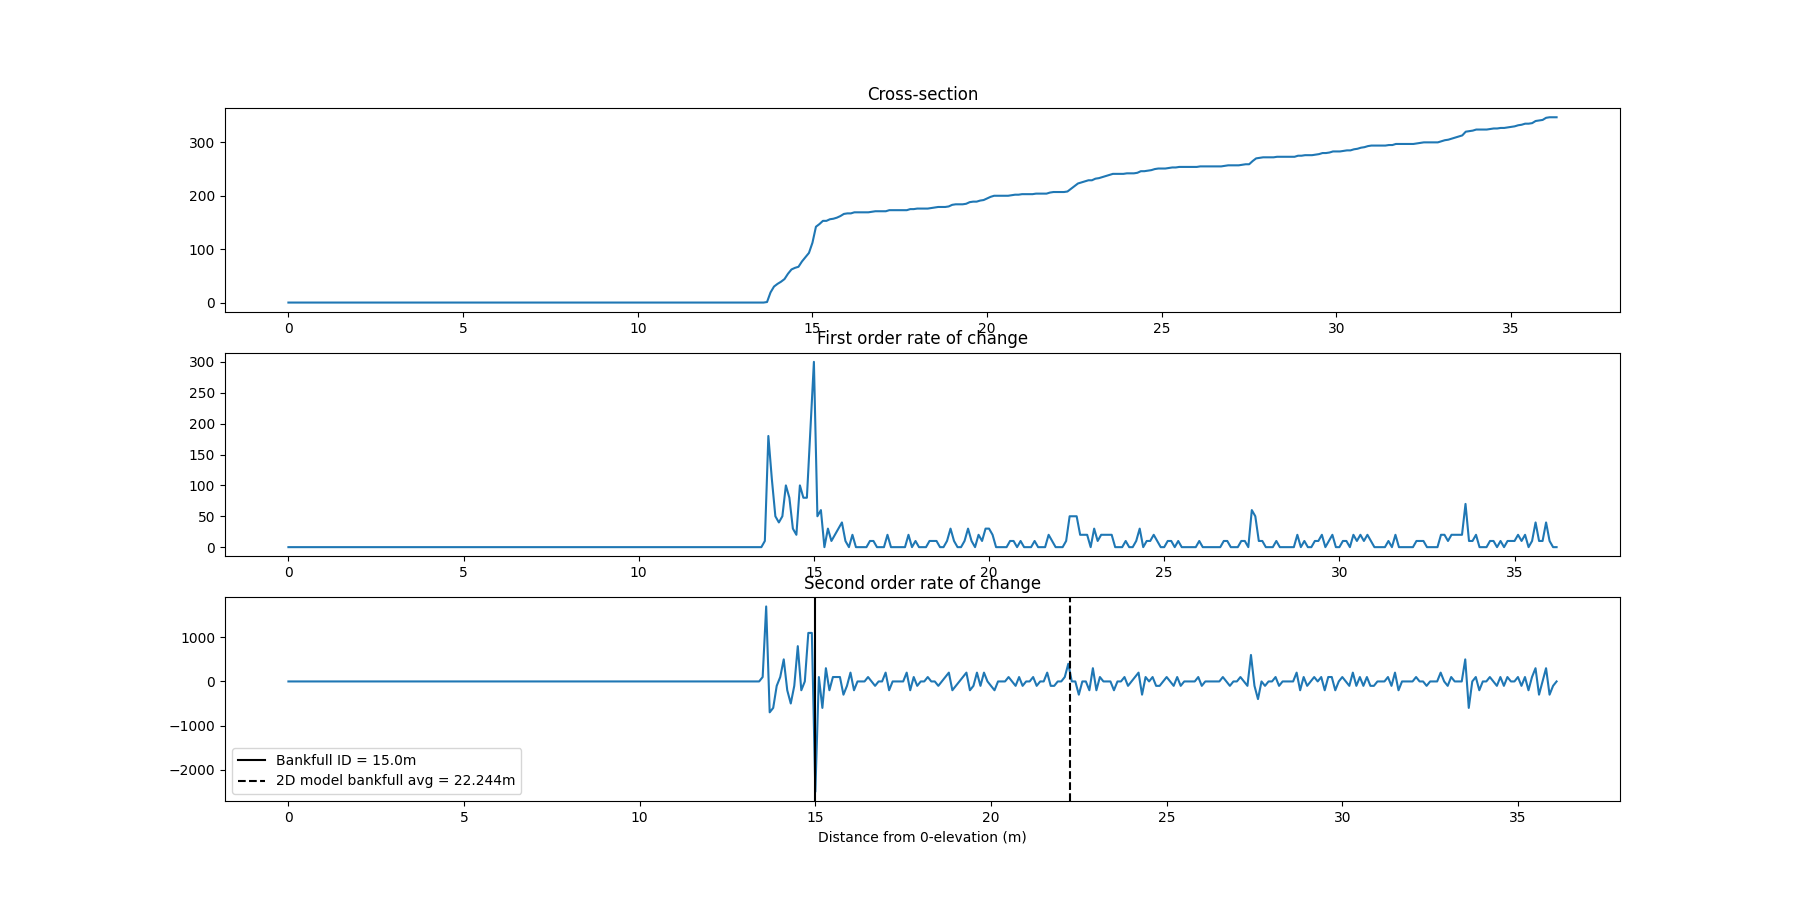 Cross-section
300
200
100
0
0 5 10 15 20 25 30 35
First order rate of change
300
250
200
150
100
50
0
0 5 10 15 20 25 30 35
Second order rate of change
1000
0
−1000
−2000
Bankfull ID = 15.0m
2D model bankfull avg = 22.244m
0 5 10 15 20 25 30 35
Distance from 0-elevation (m)